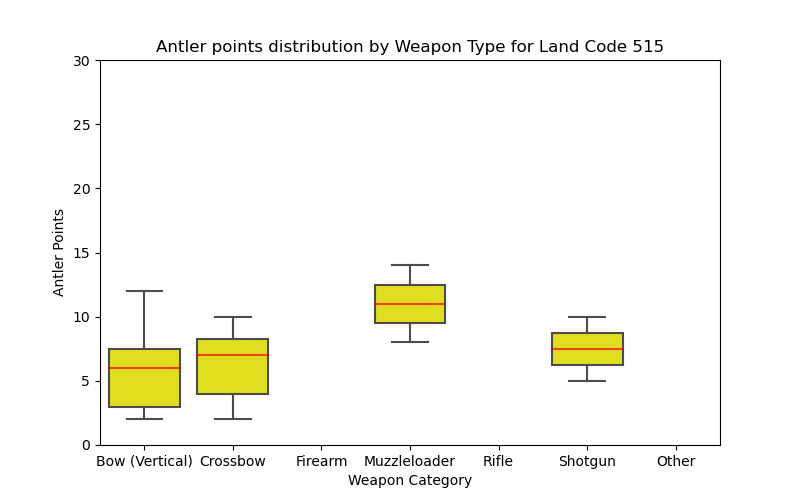 Antler points distribution by Weapon Type for Land Code 515
30
25
20
15
10
5
0
Antler Points
Bow (Vertical) Crossbow Firearm Muzzleloader Rifle Shotgun Other
Weapon Category